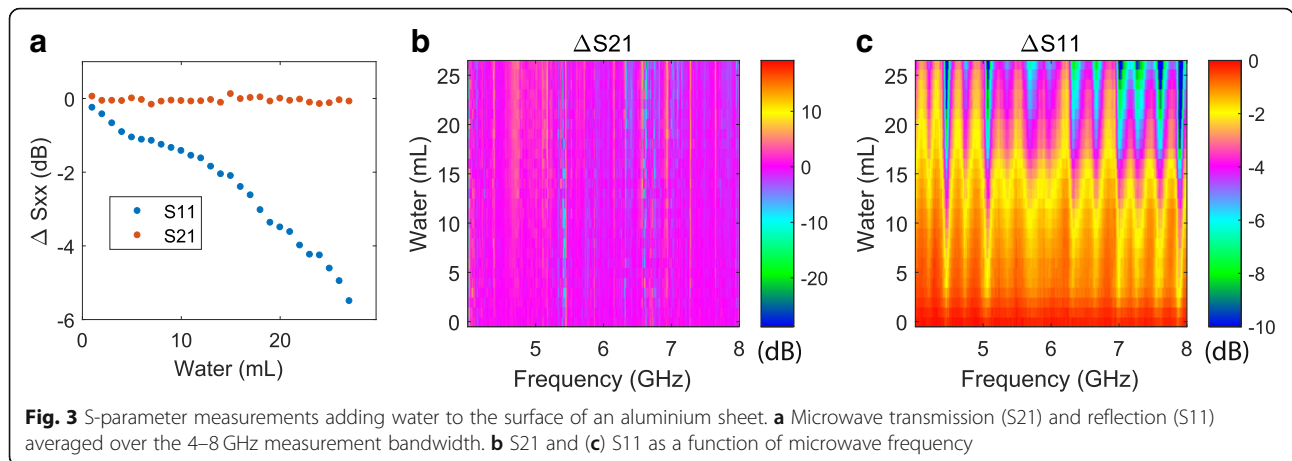 a
0
-2
-4
-6
Δ Sxx (dB)
S11
S21
0 10 20
Water (mL)
b
ΔS21
25
20
15
10
5
0
Water (mL)
5 6 7 8
Frequency (GHz)
10
0
-10
-20
(dB)
c
ΔS11
25
20
15
10
5
0
Water (mL)
5 6 7 8
Frequency (GHz)
0
-2
-4
-6
-8
-10
(dB)
Fig. 3 S-parameter measurements adding water to the surface of an aluminium sheet. a Microwave transmission (S21) and reflection (S11)
averaged over the 4–8 GHz measurement bandwidth. b S21 and (c) S11 as a function of microwave frequency